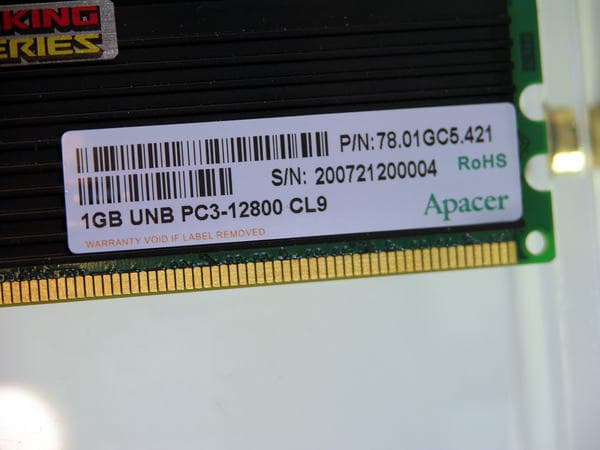 KING
ERIES
P/N:78.01GC5.421
S/N: 200721200004
RoHS
1GB UNB PC3-12800 CL9
Apacer
WARRANTY VOID IF LABEL REMOVED